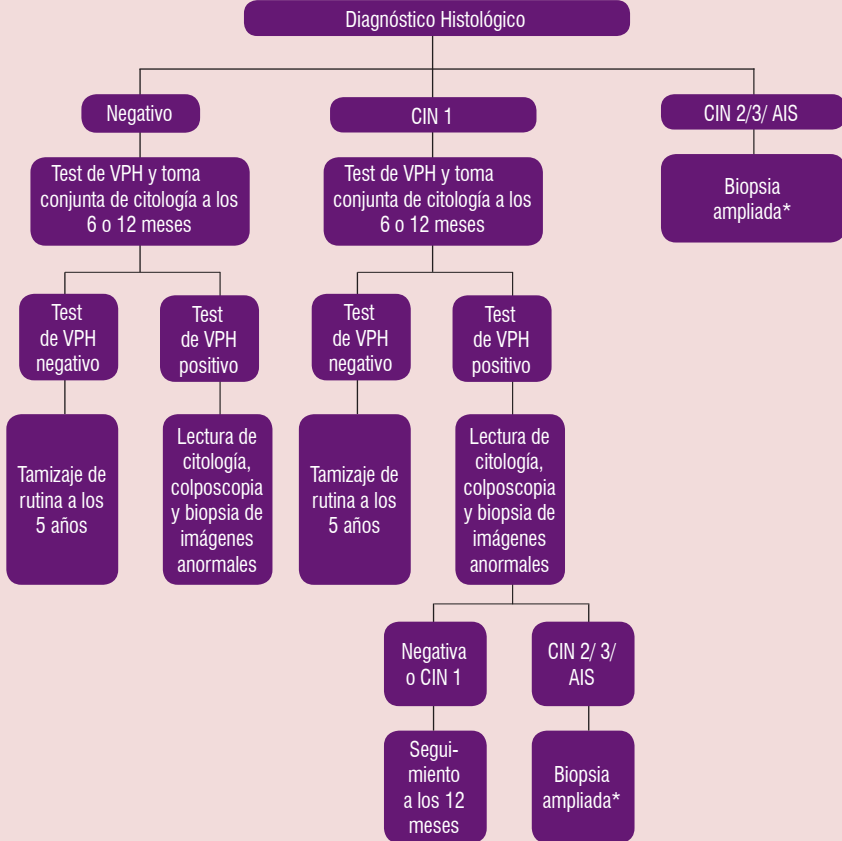 Diagnóstico Histológico
Negativo
CIN 1
CIN 2/3/ AIS
Test de VPH y toma
conjunta de citología a los
6 o 12 meses
Test de VPH y toma
conjunta de citología a los
6 o 12 meses
Biopsia
ampliada*
Test
de VPH
negativo
Test
de VPH
positivo
Test
de VPH
negativo
Test
de VPH
positivo
Tamizaje de
rutina a los
5 años
Lectura de
citología,
colposcopia
y biopsia de
imágenes
anormales
Tamizaje de
rutina a los
5 años
Lectura de
citología,
colposcopia
y biopsia de
imágenes
anormales
Negativa
o CIN 1
CIN 2/ 3/
AIS
Segui-
miento
a los 12
meses
Biopsia
ampliada*